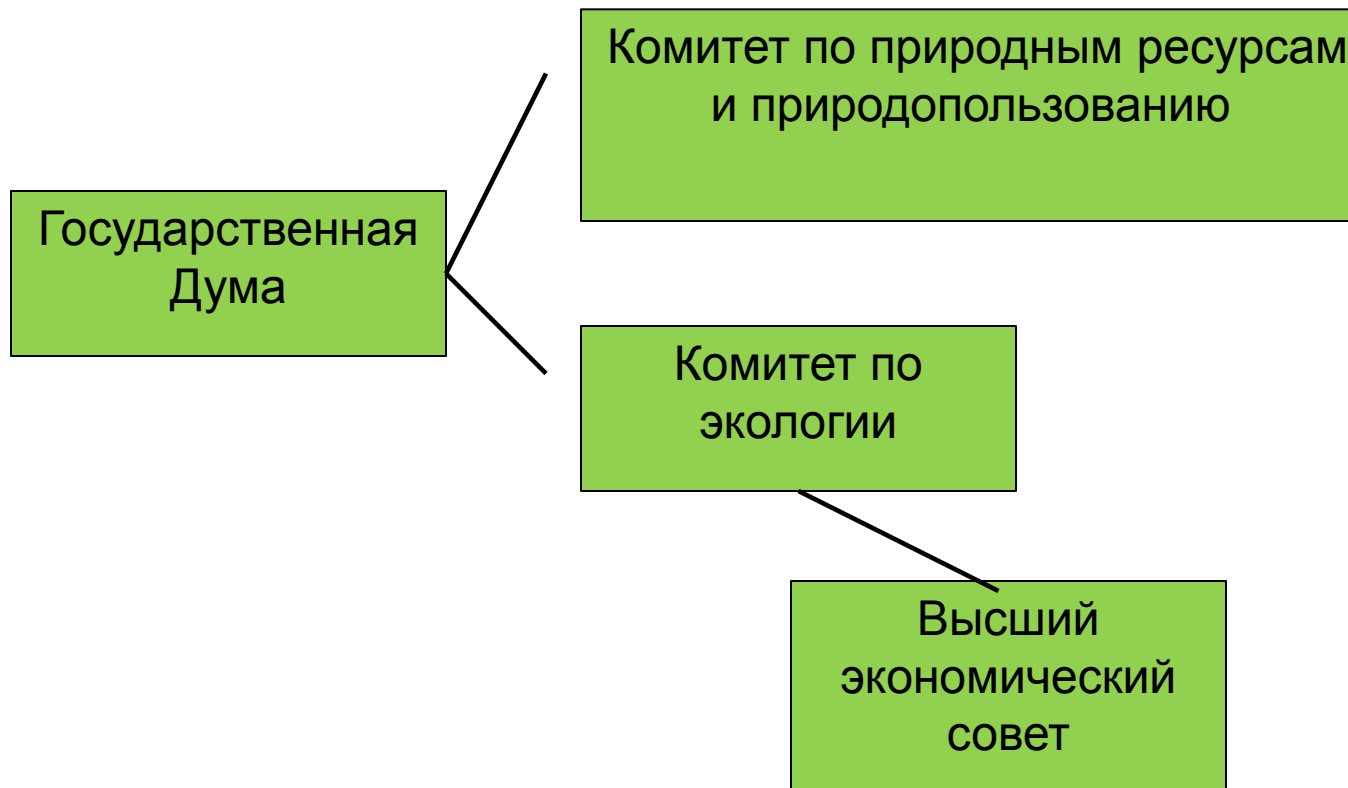 Комитет по природным ресурсам
и природопользованию
Государственная
Дума
Комитет по
экологии
Высший
экономический
совет